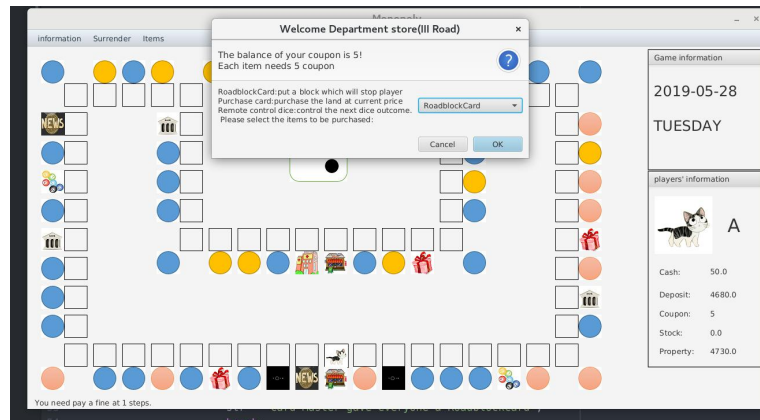 Monopoly
Welcome Department store(III Road)
information Surrender Items
The balance of your coupon is 5!
Each item needs 5 coupon
RoadblockCard:put a block which will stop player
Purchase card:purchase the land at current price
Remote control dice:control the next dice outcome.
Please select the items to be purchased:
RoadblockCard
Cancel OK
Game information
2019-05-28
TUESDAY
players' information
A
Cash: 50.0
Deposit: 4680.0
Coupon: 5
Stock: 0.0
Property: 4730.0
NEWS
NEWS
You need pay a fine at 1 steps.